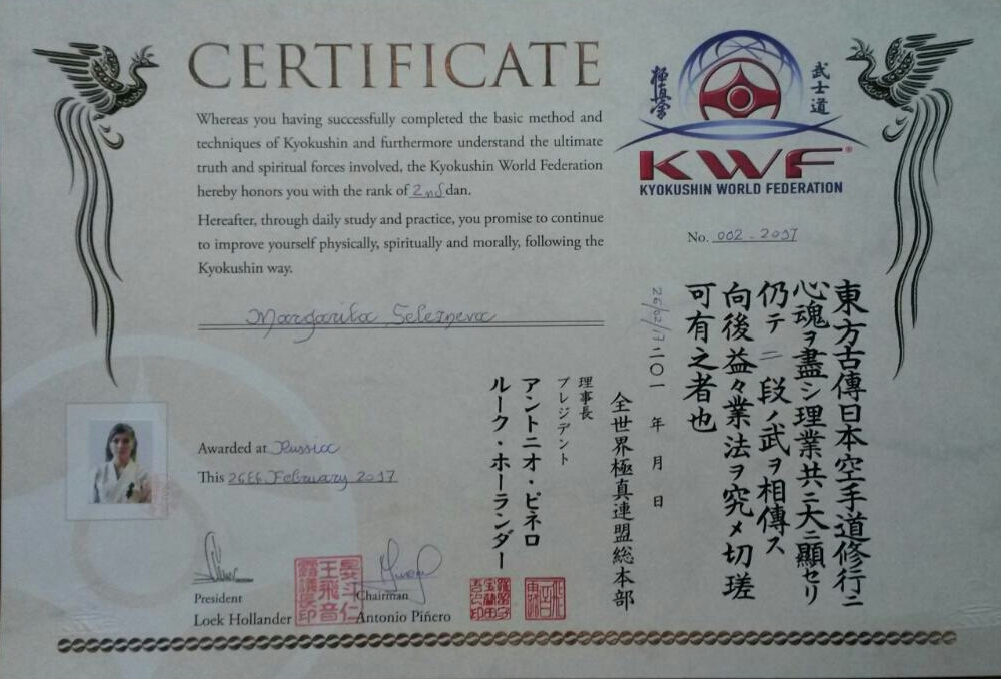 CERTIFICATE
Whereas you having successfully completed the basic method and
techniques of Kyokushin and furthermore understand the ultimate
truth and spiritual forces involved, the Kyokushin World Federation
hereby honors you with the rank of 2nd dan.
Hereafter, through daily study and practice, you promise to continue
to improve yourself physically, spiritually and morally, following the
Kyokushin way.
Margarita Selezneva
Awarded at Russia
This 26th February 2017
President
Loek Hollander
Chairman
Antonio Piñero
極真会
武士道
KWF®
KYOKUSHIN WORLD FEDERATION
No. 002-2017
東方古傳日本空手道修行ニ
心魂ヲ盡シ理業共ニ大ニ顯セリ
仍テ二段ノ武ヲ相傳ス
向後益々業法ヲ究メ切瑳
可有之者也
26/02/17 二〇一 年 月 日
全世界極真連盟総本部
理事長
プレジデント
アントニオ・ピネロ
ルーク・ホーランダー